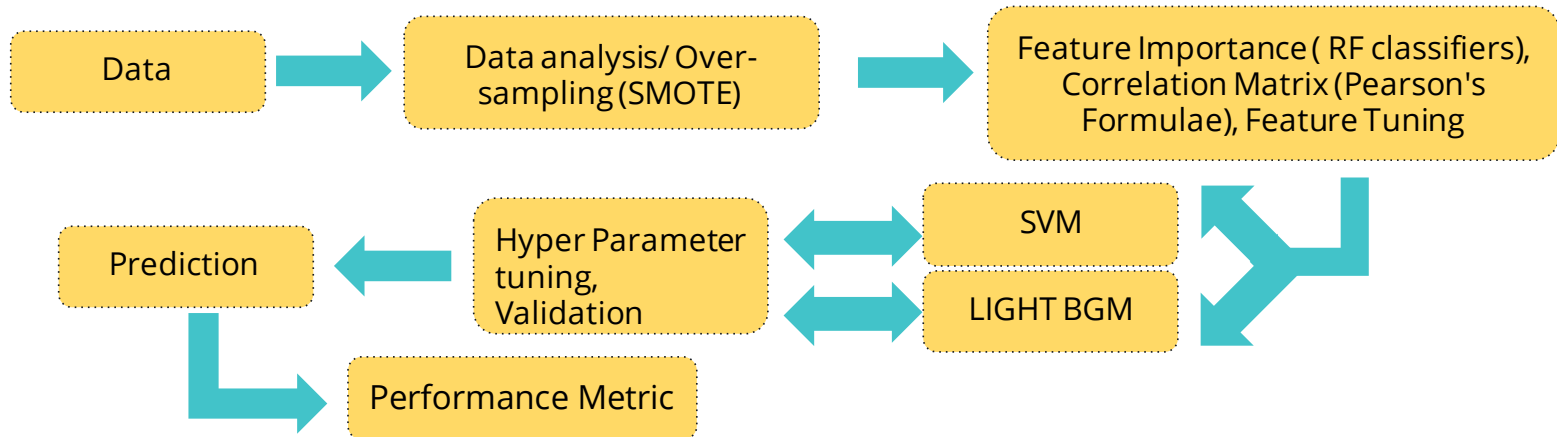 Data
Data analysis/ Over-
sampling (SMOTE)
Feature Importance ( RF classifiers),
Correlation Matrix (Pearson's
Formulae), Feature Tuning
SVM
LIGHT BGM
Hyper Parameter
tuning,
Validation
Prediction
Performance Metric